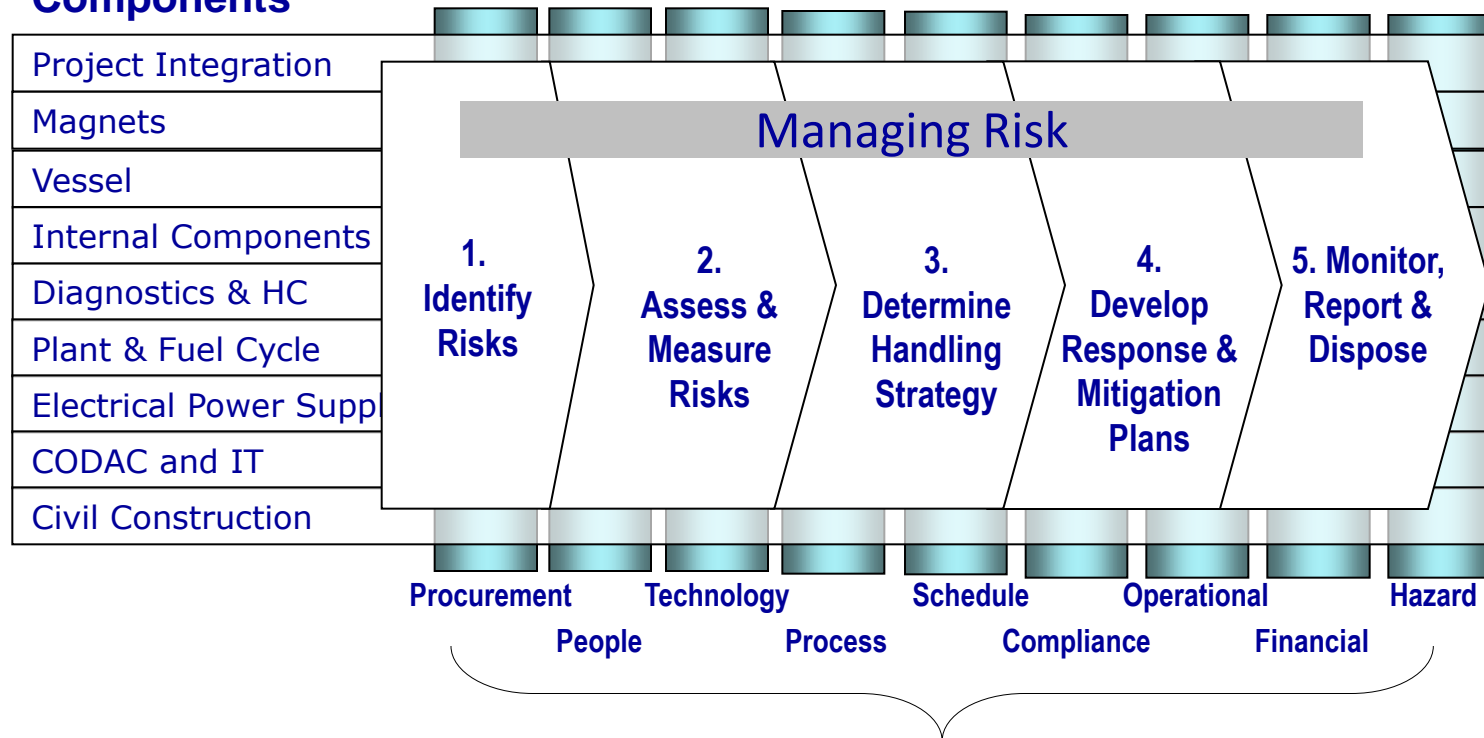 Components
Project Integration
Magnets
Vessel
Internal Components
Diagnostics & HC
Plant & Fuel Cycle
Electrical Power Suppl
CODAC and IT
Civil Construction
Managing Risk
1.
Identify
Risks
2.
Assess &
Measure
Risks
3.
Determine
Handling
Strategy
4.
Develop
Response &
Mitigation
Plans
5. Monitor,
Report &
Dispose
Procurement
Technology
Schedule
Operational
Hazard
People
Process
Compliance
Financial